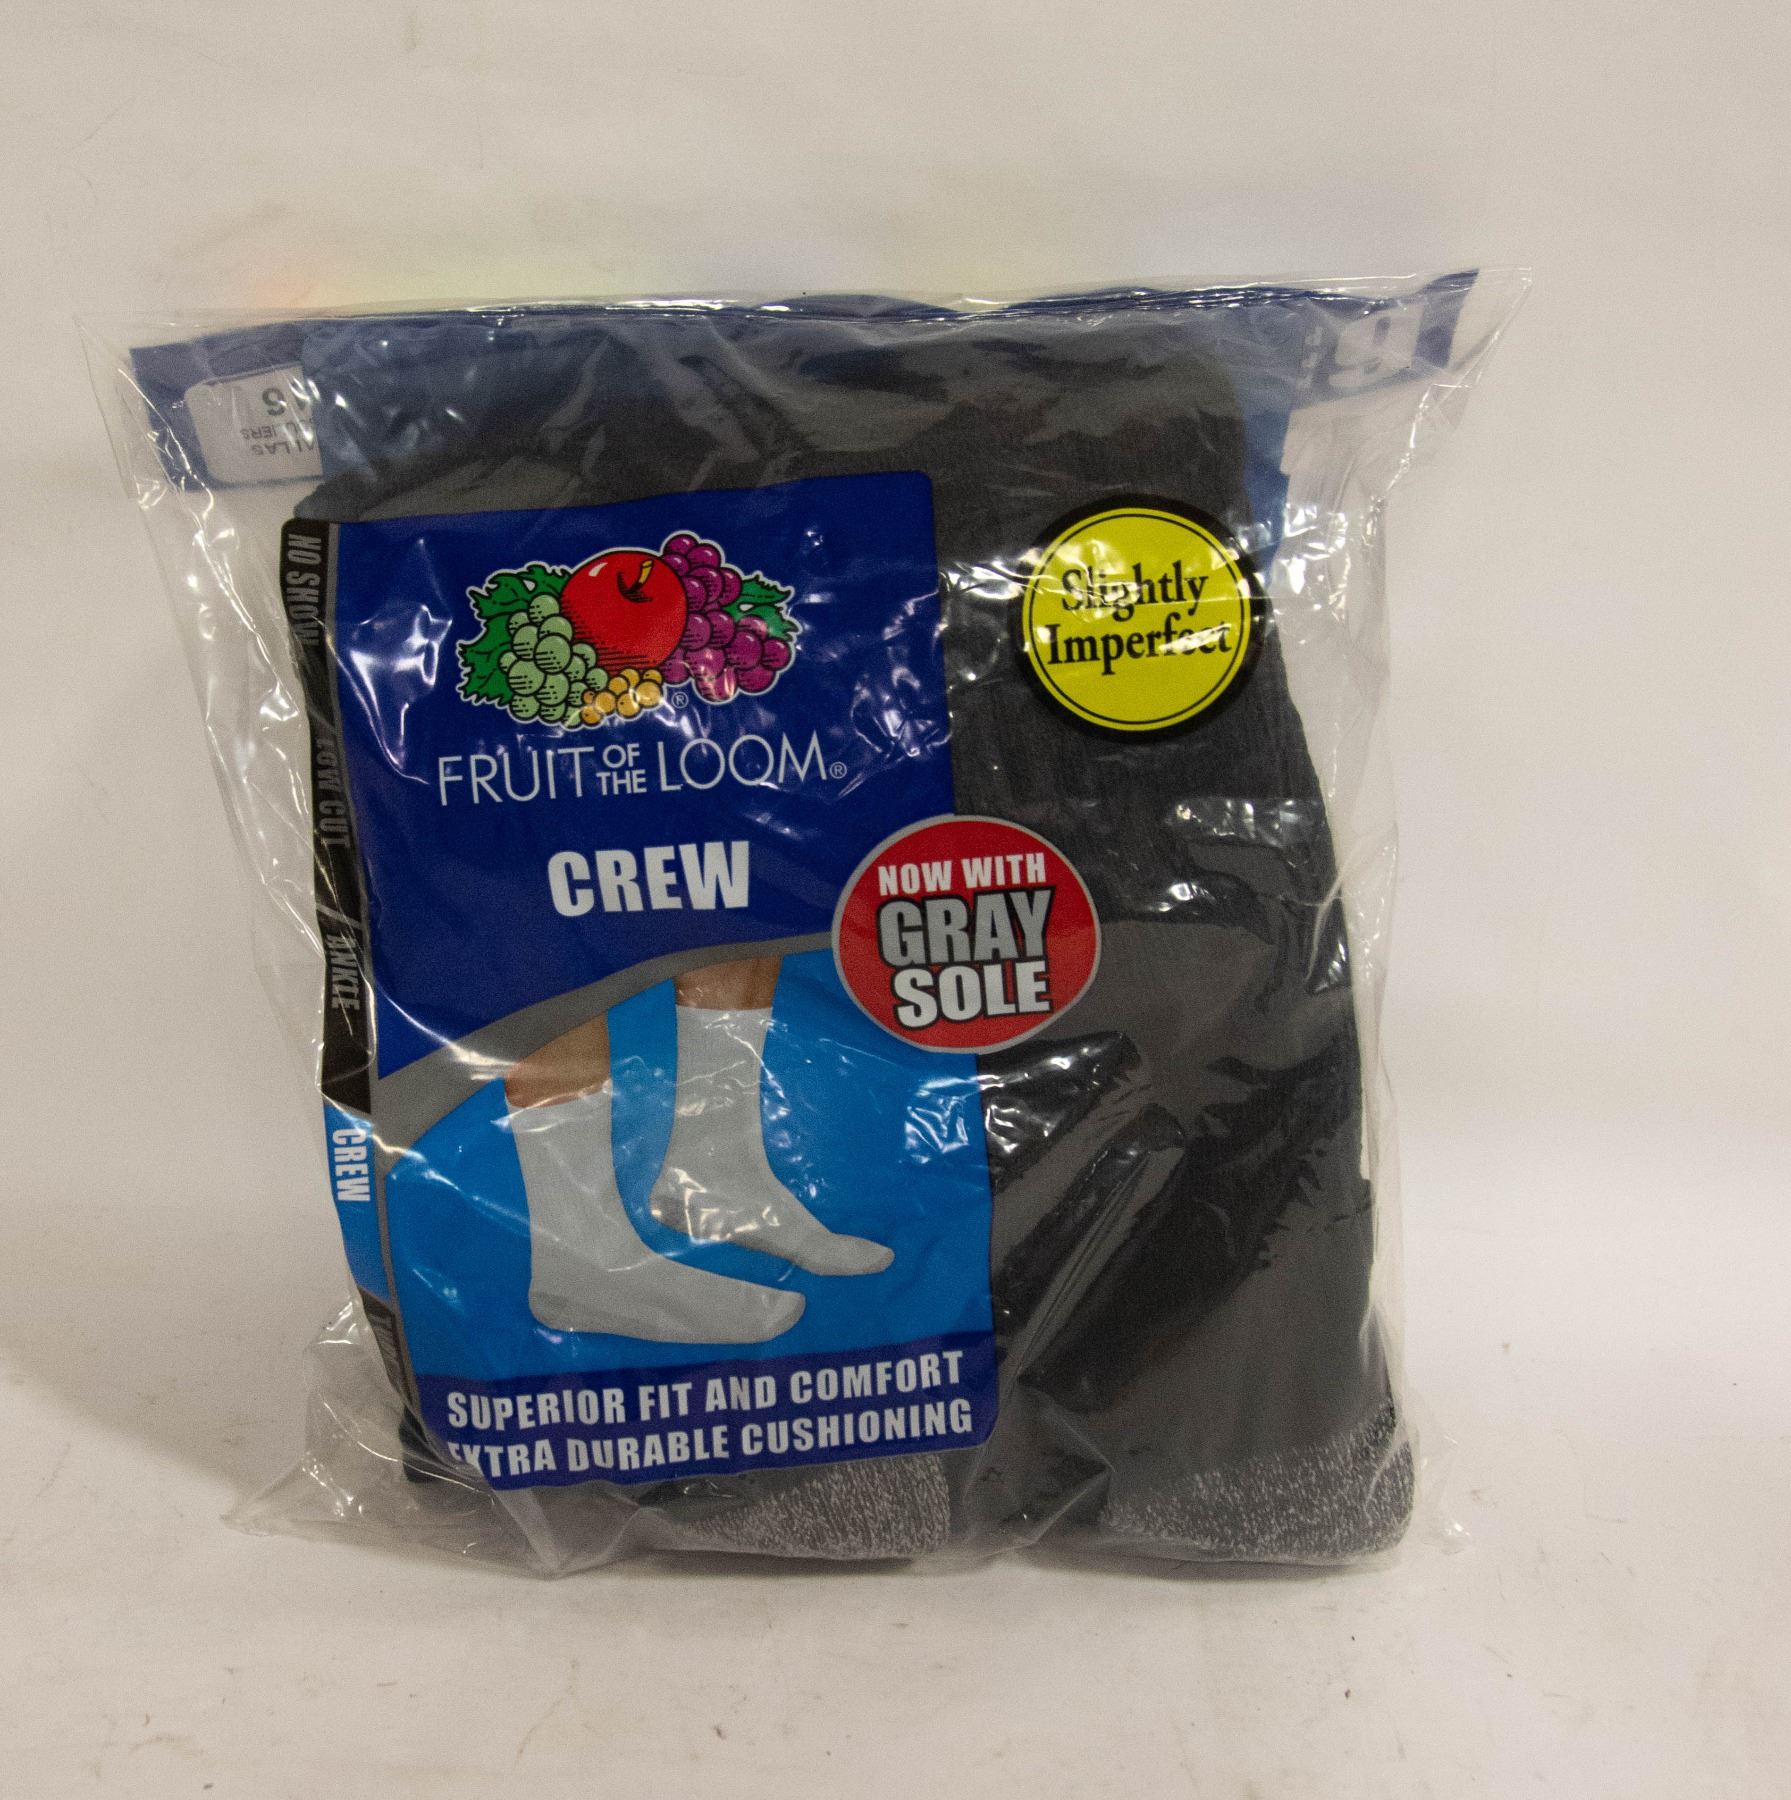 Slightly
Imperfect
FRUIT OF THE LOOM®
CREW
NOW WITH
GRAY
SOLE
NO SHOW / LOW CUT / ANKLE
CREW
SUPERIOR FIT AND COMFORT
EXTRA DURABLE CUSHIONING